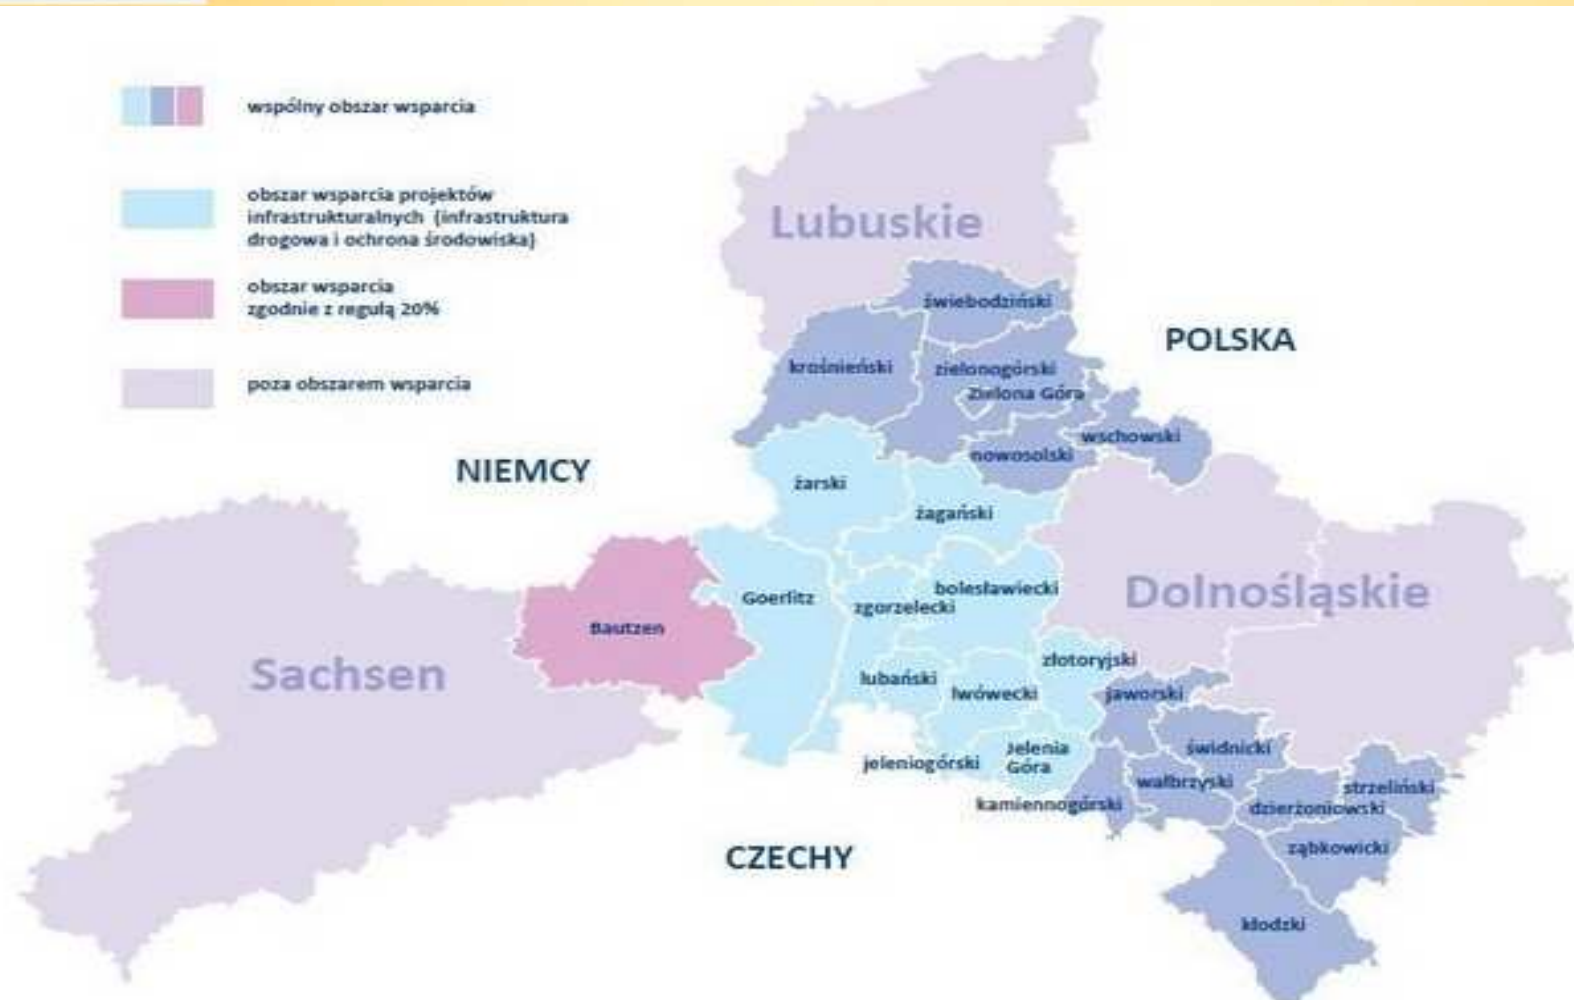 wspólny obszar wsparcia
obszar wsparcia projektów
infrastrukturalnych (infrastruktura
drogowa i ochrona środowiska)
obszar wsparcia
zgodnie z regułą 20%
poza obszarem wsparcia
Lubuskie
świebodziński
POLSKA
krośnieński
zielonogórski
Zielona Góra
wschowski
nowosolski
NIEMCY
żarski
żagański
Goerlitz
bolesławiecki
zgorzelecki
Dolnośląskie
Bautzen
Sachsen
złotoryjski
lubański
lwówecki
jaworski
jeleniogórski
Jelenia
Góra
świdnicki
kamiennogórski
wałbrzyski
strzeliński
dzierżoniowski
ząbkowicki
CZECHY
kłodzki